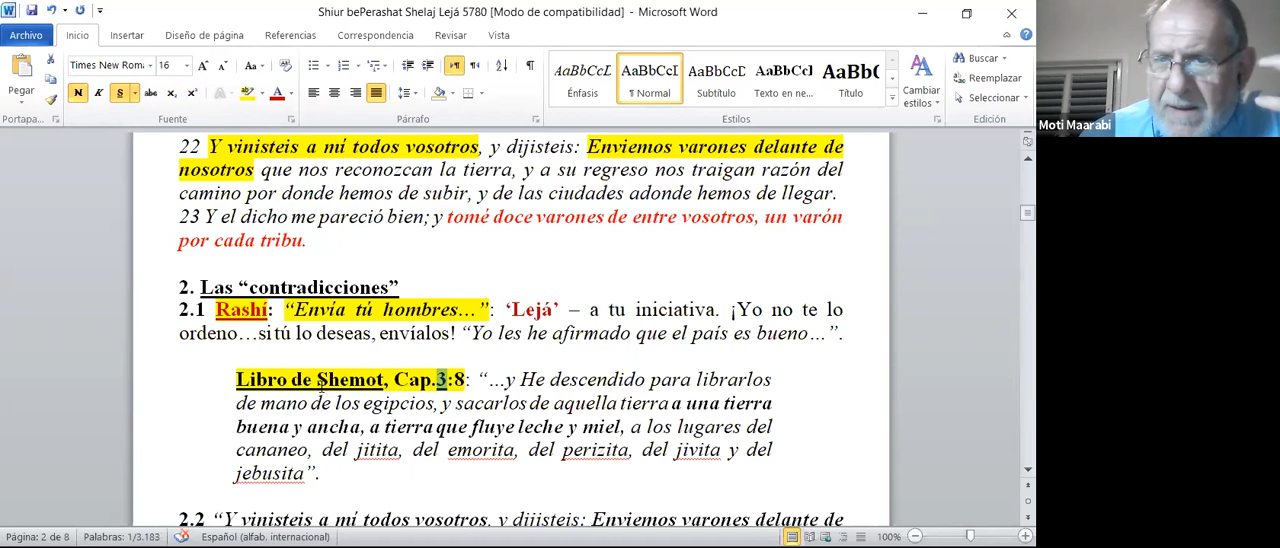 Shiur bePerashat Shelaj Lejá 5780 [Modo de compatibilidad] - Microsoft Word
Archivo Inicio Insertar Diseño de página Referencias Correspondencia Revisar Vista
Times New Rom 16
Pegar
N K S abc x₂ x² A A
AaBbCcL AaBbCcI AaBbCcD AaBbCcI AaBb(
Énfasis ¶ Normal Subtítulo Texto en ne... Título
Cambiar estilos
Buscar
Reemplazar
Seleccionar
Portapa... Fuente Párrafo Estilos Edición
Moti Maarabi
22 Y vinisteis a mí todos vosotros, y dijisteis: Enviemos varones delante de
nosotros que nos reconozcan la tierra, y a su regreso nos traigan razón del
camino por donde hemos de subir, y de las ciudades adonde hemos de llegar.
23 Y el dicho me pareció bien; y tomé doce varones de entre vosotros, un varón
por cada tribu.
2. Las “contradicciones”
2.1 Rashí: “Envía tú hombres…”: ‘Lejá’ – a tu iniciativa. ¡Yo no te lo
ordeno…si tú lo deseas, envíalos! “Yo les he afirmado que el país es bueno…”.
Libro de Shemot, Cap.3:8: “…y He descendido para librarlos
de mano de los egipcios, y sacarlos de aquella tierra a una tierra
buena y ancha, a tierra que fluye leche y miel, a los lugares del
cananeo, del jitita, del emorita, del perizita, del jivita y del
jebusita”.
2.2 “Y vinisteis a mí todos vosotros, y dijisteis: Enviemos varones delante de
Página: 2 de 8 Palabras: 1/3.183 Español (alfab. internacional) 100%